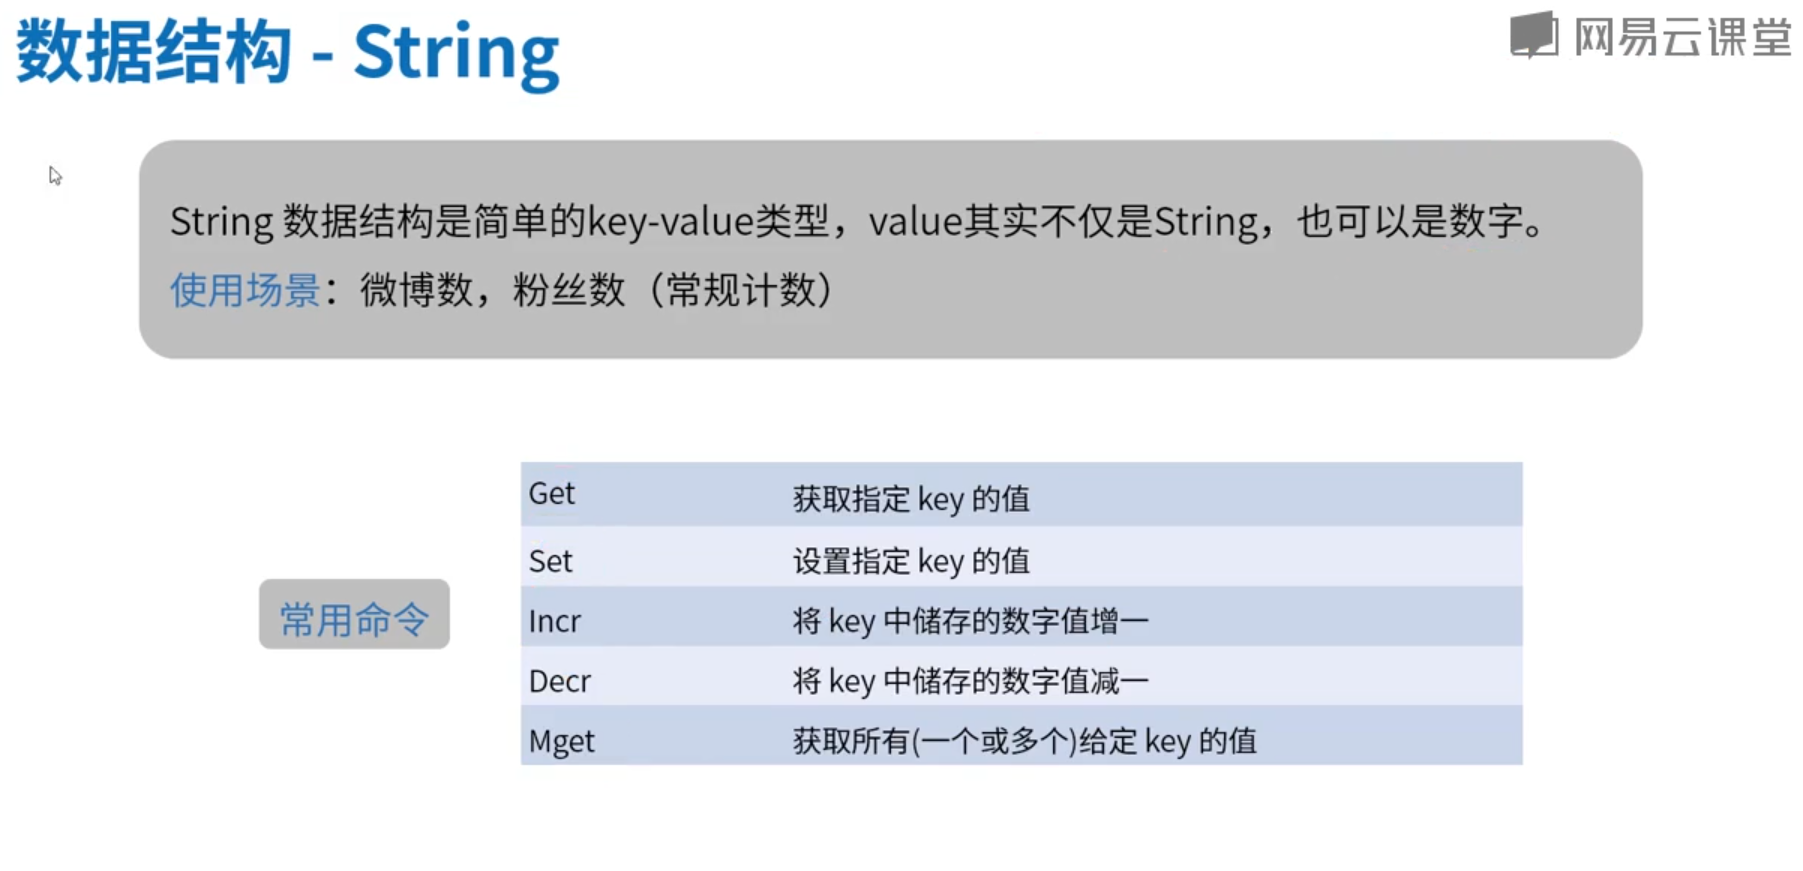 数据结构 - String
网易云课堂
String 数据结构是简单的key-value类型，value其实不仅是String，也可以是数字。
使用场景：微博数，粉丝数（常规计数）
常用命令
Get 获取指定 key 的值
Set 设置指定 key 的值
Incr 将 key 中储存的数字值增一
Decr 将 key 中储存的数字值减一
Mget 获取所有(一个或多个)给定 key 的值